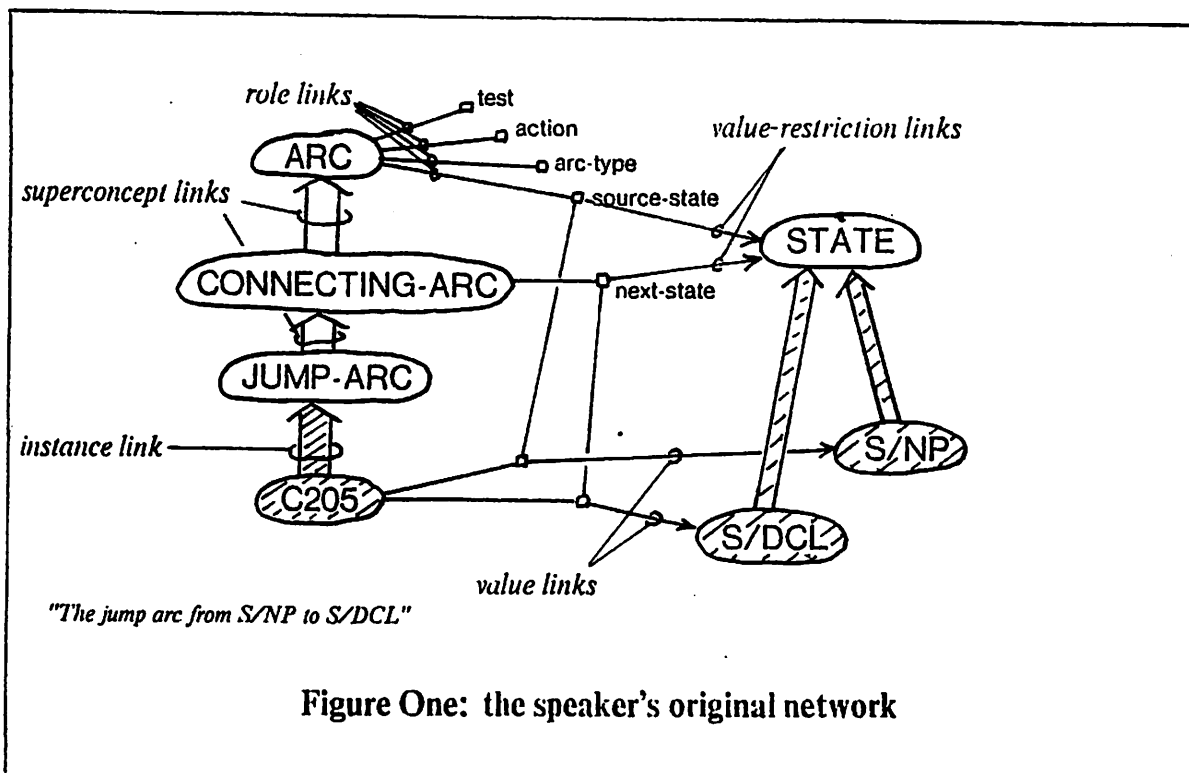 role links
test
action
arc-type
value-restriction links
ARC
superconcept links
source-state
STATE
CONNECTING-ARC
next-state
JUMP-ARC
instance link
S/NP
C205
S/DCL
value links
"The jump arc from S/NP to S/DCL"
Figure One: the speaker's original network